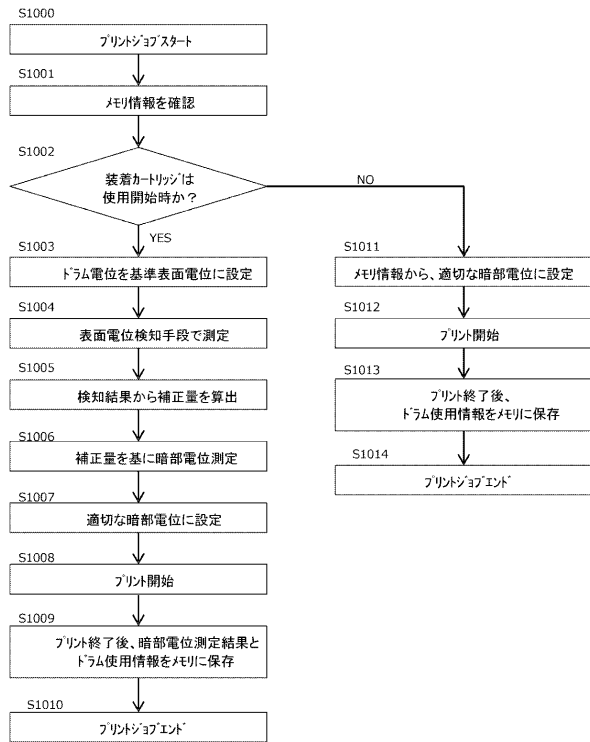 S1000
プリントジョブスタート
S1001
メモリ情報を確認
S1002
装着カートリッジは
使用開始時か？
NO
YES
S1003
ドラム電位を基準表面電位に設定
S1004
表面電位検知手段で測定
S1005
検知結果から補正量を算出
S1006
補正量を基に暗部電位測定
S1007
適切な暗部電位に設定
S1008
プリント開始
S1009
プリント終了後、暗部電位測定結果と
ドラム使用情報をメモリに保存
S1010
プリントジョブエンド
S1011
メモリ情報から、適切な暗部電位に設定
S1012
プリント開始
S1013
プリント終了後、
ドラム使用情報をメモリに保存
S1014
プリントジョブエンド